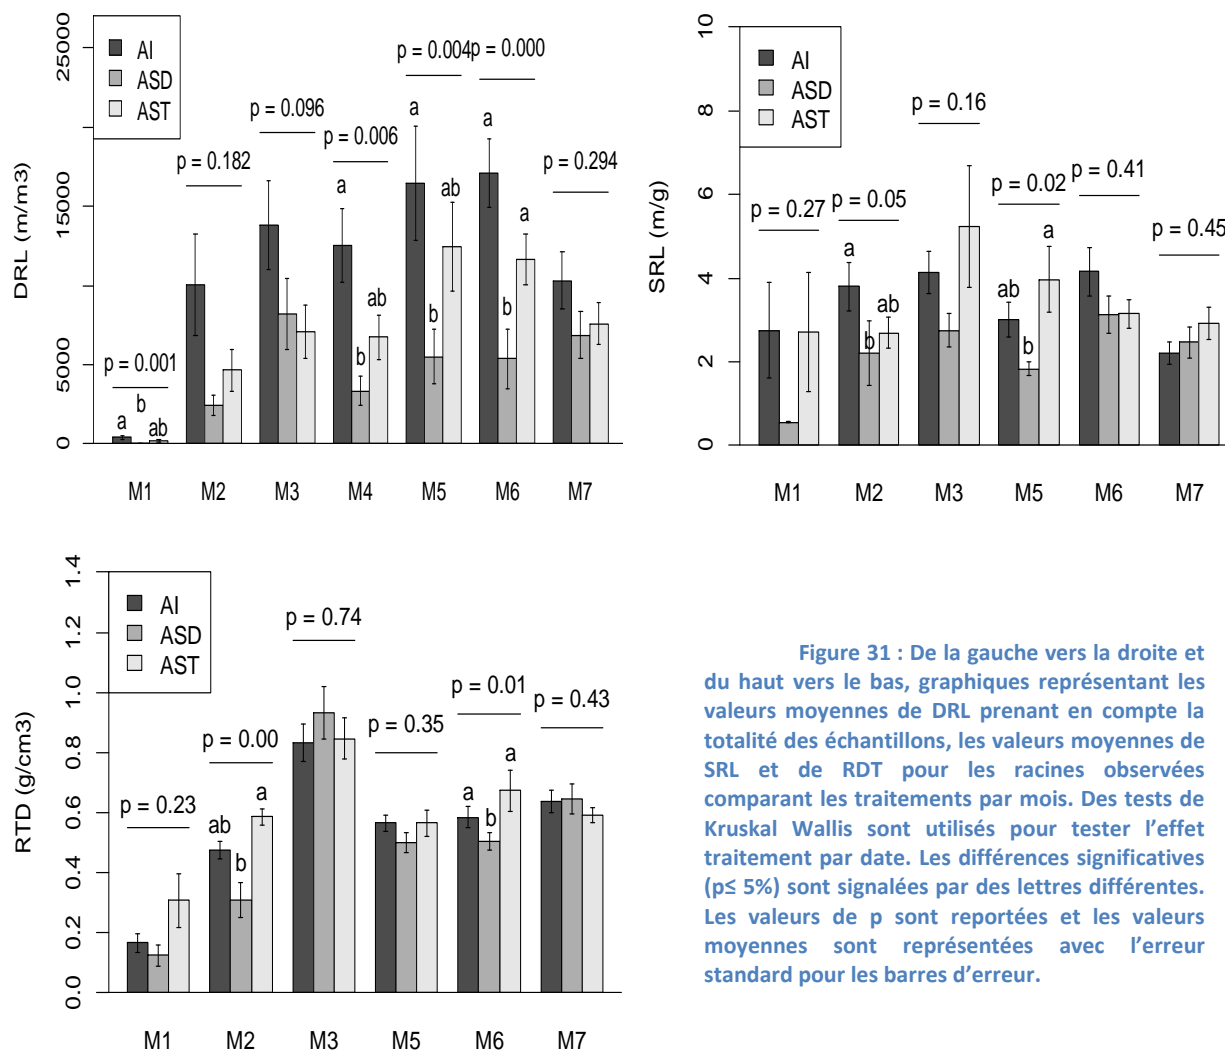 DRL (m/m3)
0 5000 15000 25000
AI
ASD
AST
p = 0.001
a b ab
p = 0.182
p = 0.096
p = 0.006
a b ab
p = 0.004
a b ab
p = 0.000
a b a
p = 0.294
M1 M2 M3 M4 M5 M6 M7
SRL (m/g)
0 2 4 6 8 10
AI
ASD
AST
p = 0.27
p = 0.05
a b ab
p = 0.16
p = 0.02
ab b a
p = 0.41
p = 0.45
M1 M2 M3 M5 M6 M7
RTD (g/cm3)
0.0 0.2 0.4 0.6 0.8 1.0 1.2 1.4
AI
ASD
AST
p = 0.23
p = 0.00
ab b a
p = 0.74
p = 0.35
p = 0.01
a b a
p = 0.43
M1 M2 M3 M5 M6 M7
Figure 31 : De la gauche vers la droite et
du haut vers le bas, graphiques représentant les
valeurs moyennes de DRL prenant en compte la
totalité des échantillons, les valeurs moyennes de
SRL et de RDT pour les racines observées
comparant les traitements par mois. Des tests de
Kruskal Wallis sont utilisés pour tester l’effet
traitement par date. Les différences significatives
(p≤ 5%) sont signalées par des lettres différentes.
Les valeurs de p sont reportées et les valeurs
moyennes sont représentées avec l’erreur
standard pour les barres d’erreur.